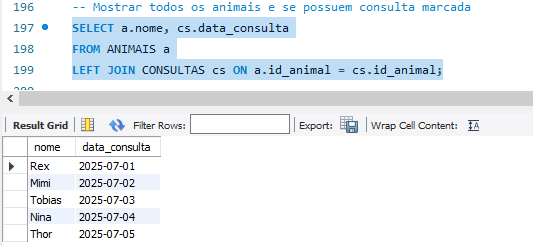 196 -- Mostrar todos os animais e se possuem consulta marcada
197 SELECT a.nome, cs.data_consulta
198 FROM ANIMAIS a
199 LEFT JOIN CONSULTAS cs ON a.id_animal = cs.id_animal;
Result Grid Filter Rows: Export: Wrap Cell Content: IA
nome data_consulta
Rex 2025-07-01
Mimi 2025-07-02
Tobias 2025-07-03
Nina 2025-07-04
Thor 2025-07-05